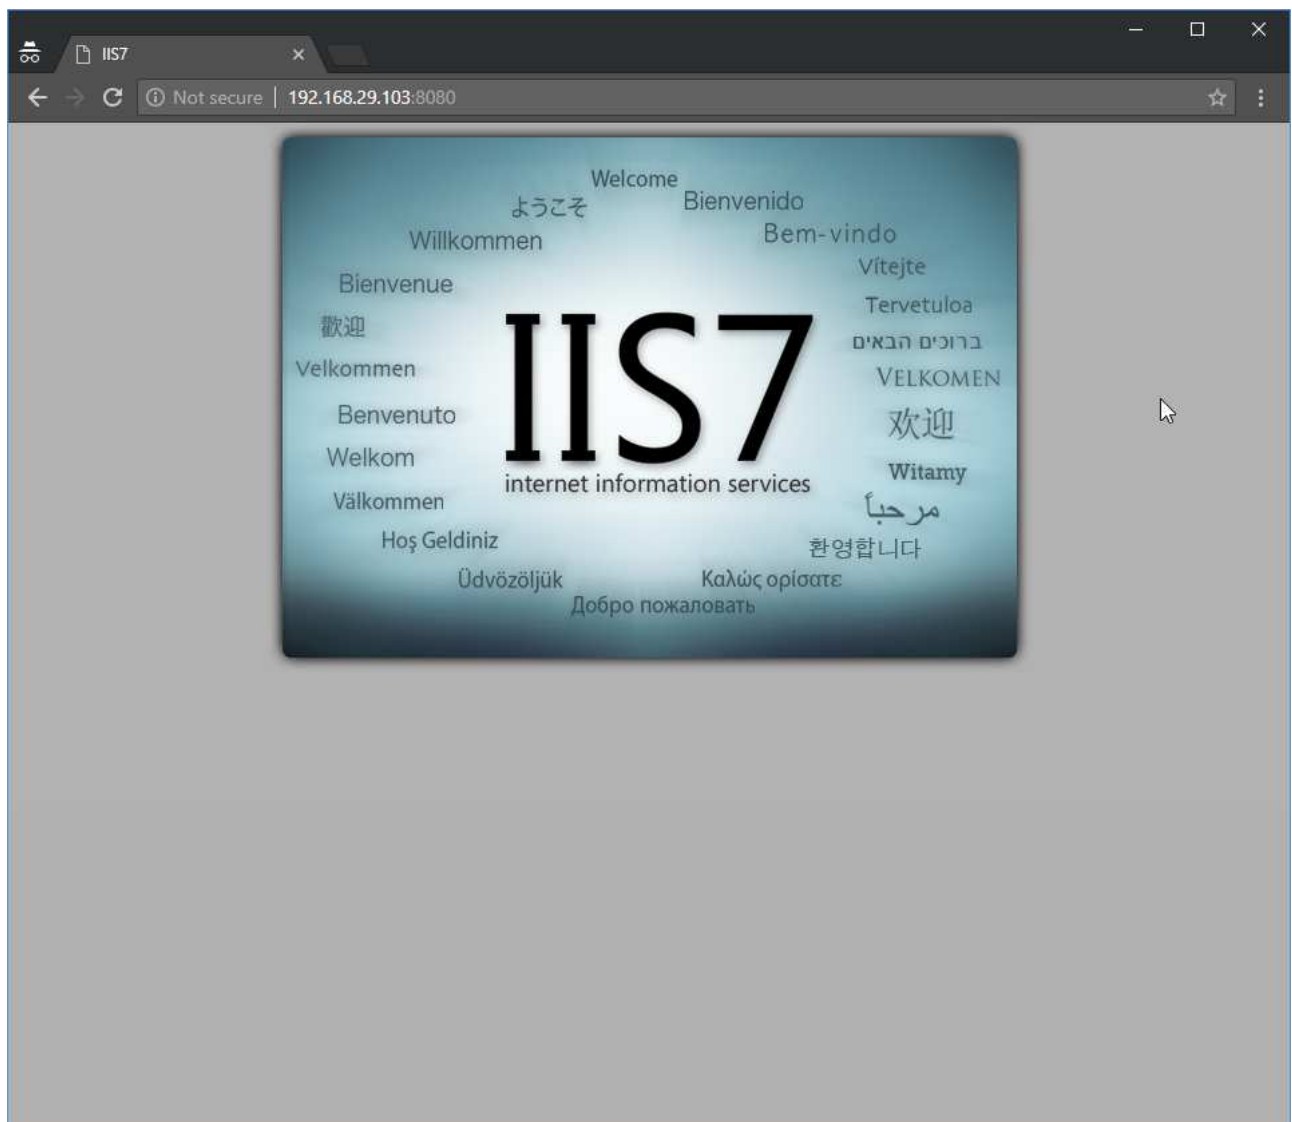 IIS7
Not secure | 192.168.29.103:8080
Welcome
ようこそ
Bienvenido
Willkommen
Bem-vindo
Vítejte
Bienvenue
Tervetuloa
歡迎
ברוכים הבאים
Velkommen
VELKOMEN
Benvenuto
欢迎
Welkom
Witamy
Välkommen
مرحباً
Hoş Geldiniz
환영합니다
Üdvözöljük
Καλώς ορίσατε
Добро пожаловать
IIS7
internet information services